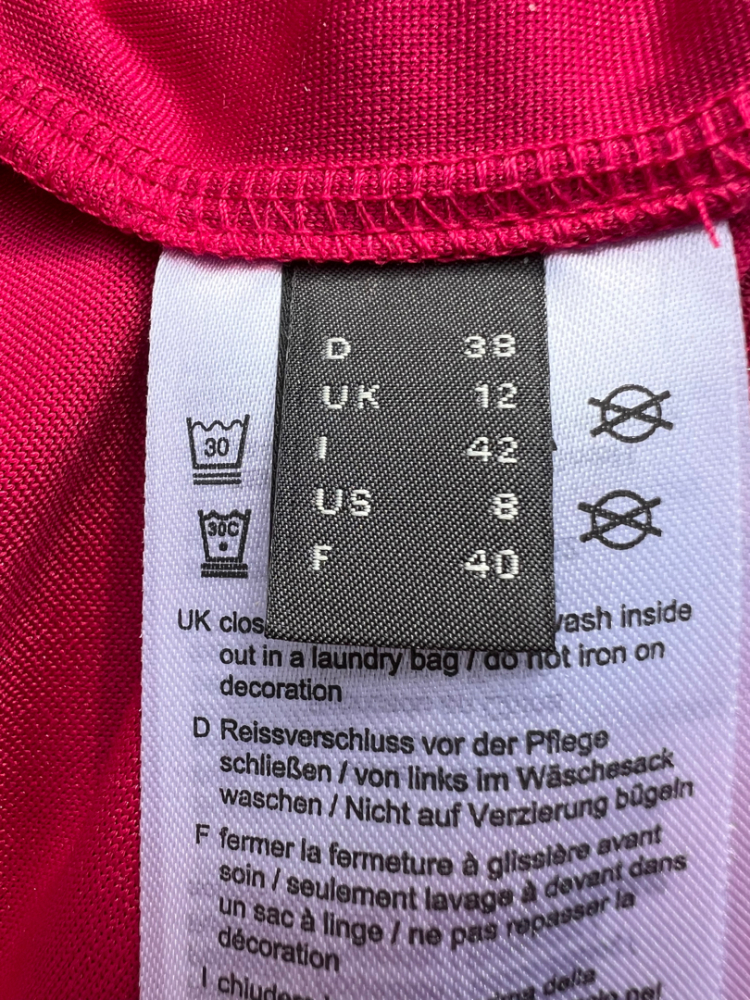 D 38
UK 12
I 42
US 8
F 40
30
30C
UK clos wash inside
out in a laundry bag / do not iron on
decoration
D Reissverschluss vor der Pflege
schließen / von links im Wäschesack
waschen / Nicht auf Verzierung bügeln
F fermer la fermeture à glissière avant
soin / seulement lavage à devant dans
un sac à linge / ne pas repasser la
décoration
I della